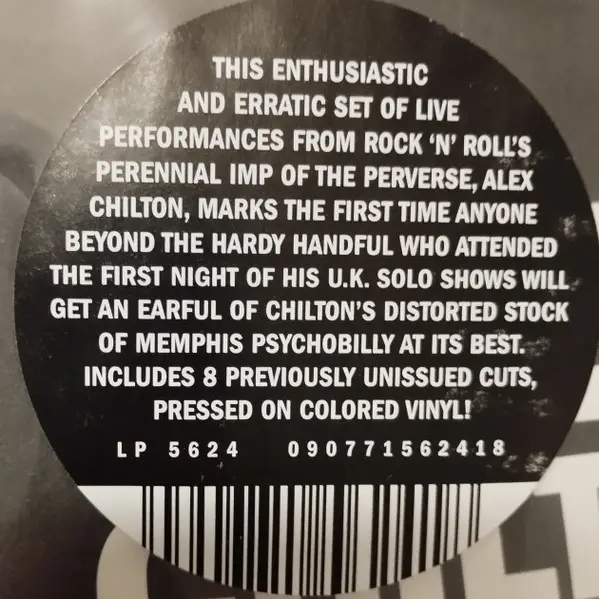 THIS ENTHUSIASTIC
AND ERRATIC SET OF LIVE
PERFORMANCES FROM ROCK ‘N’ ROLL’S
PERENNIAL IMP OF THE PERVERSE, ALEX
CHILTON, MARKS THE FIRST TIME ANYONE
BEYOND THE HARDY HANDFUL WHO ATTENDED
THE FIRST NIGHT OF HIS U.K. SOLO SHOWS WILL
GET AN EARFUL OF CHILTON’S DISTORTED STOCK
OF MEMPHIS PSYCHOBILLY AT ITS BEST.
INCLUDES 8 PREVIOUSLY UNISSUED CUTS,
PRESSED ON COLORED VINYL!
LP 5624 090771562418